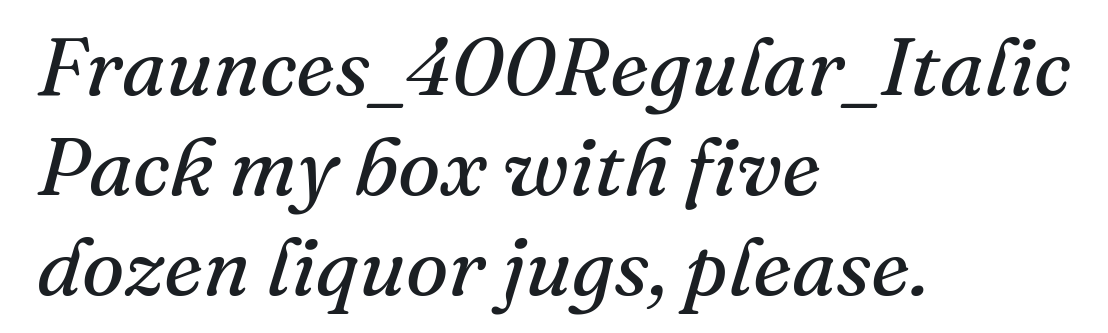 Fraunces_400Regular_Italic
Pack my box with five
dozen liquor jugs, please.